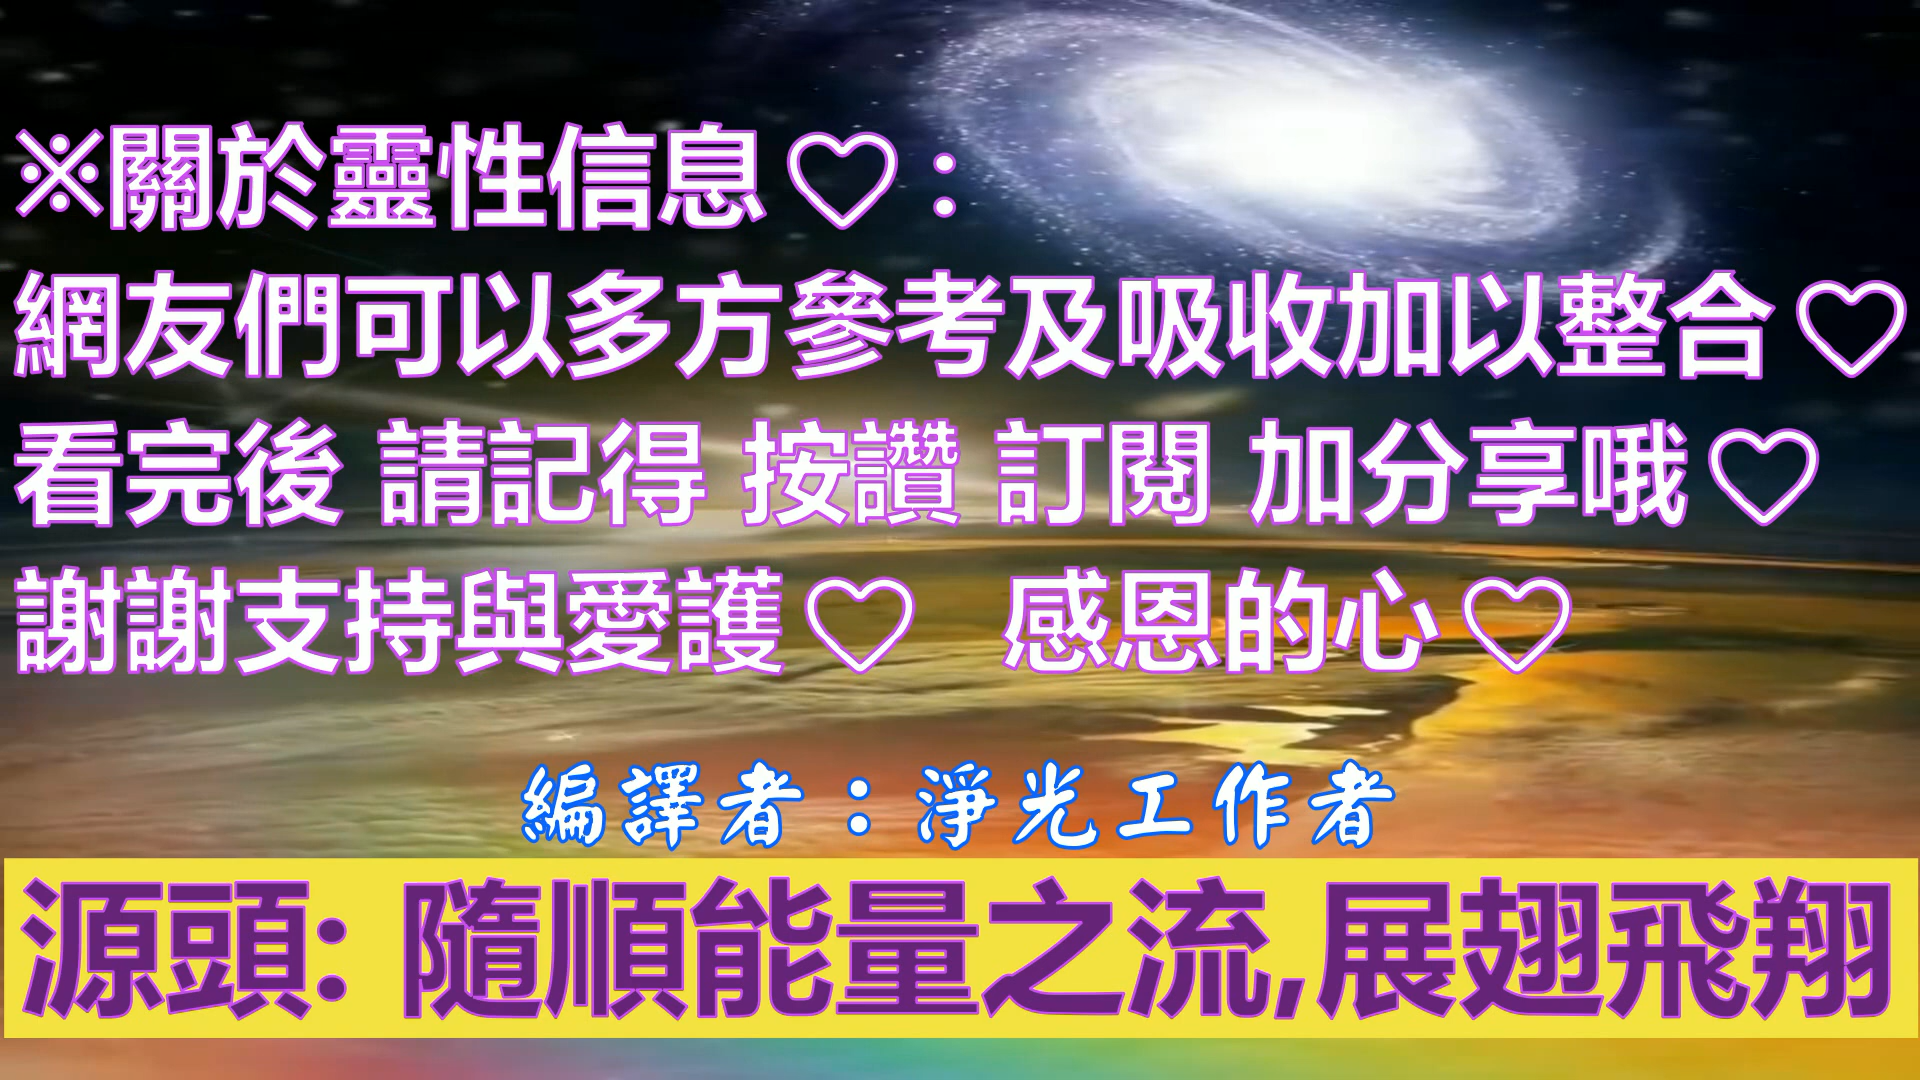 ※關於靈性信息♡:
網友們可以多方參考及吸收加以整合♡
看完後 請記得 按讚 訂閱 加分享哦♡
謝謝支持與愛護♡ 感恩的心♡
編譯者：淨光工作者
源頭: 隨順能量之流,展翅飛翔